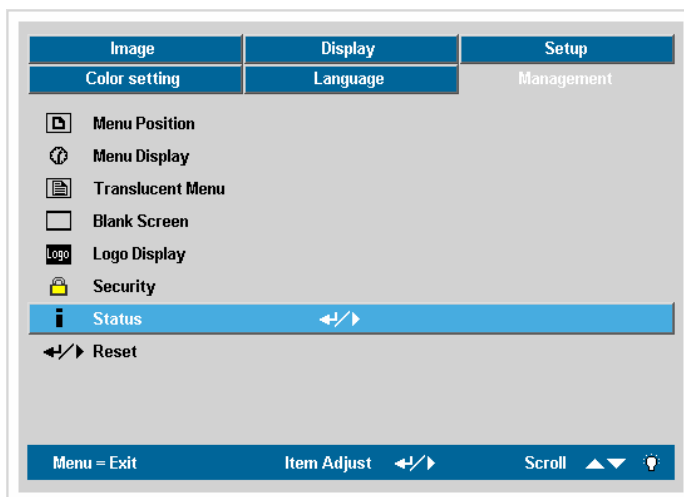 Image Display Setup
Color setting Language Management
Menu Position
Menu Display
Translucent Menu
Blank Screen
Logo Logo Display
Security
i Status
Reset
Menu = Exit Item Adjust Scroll